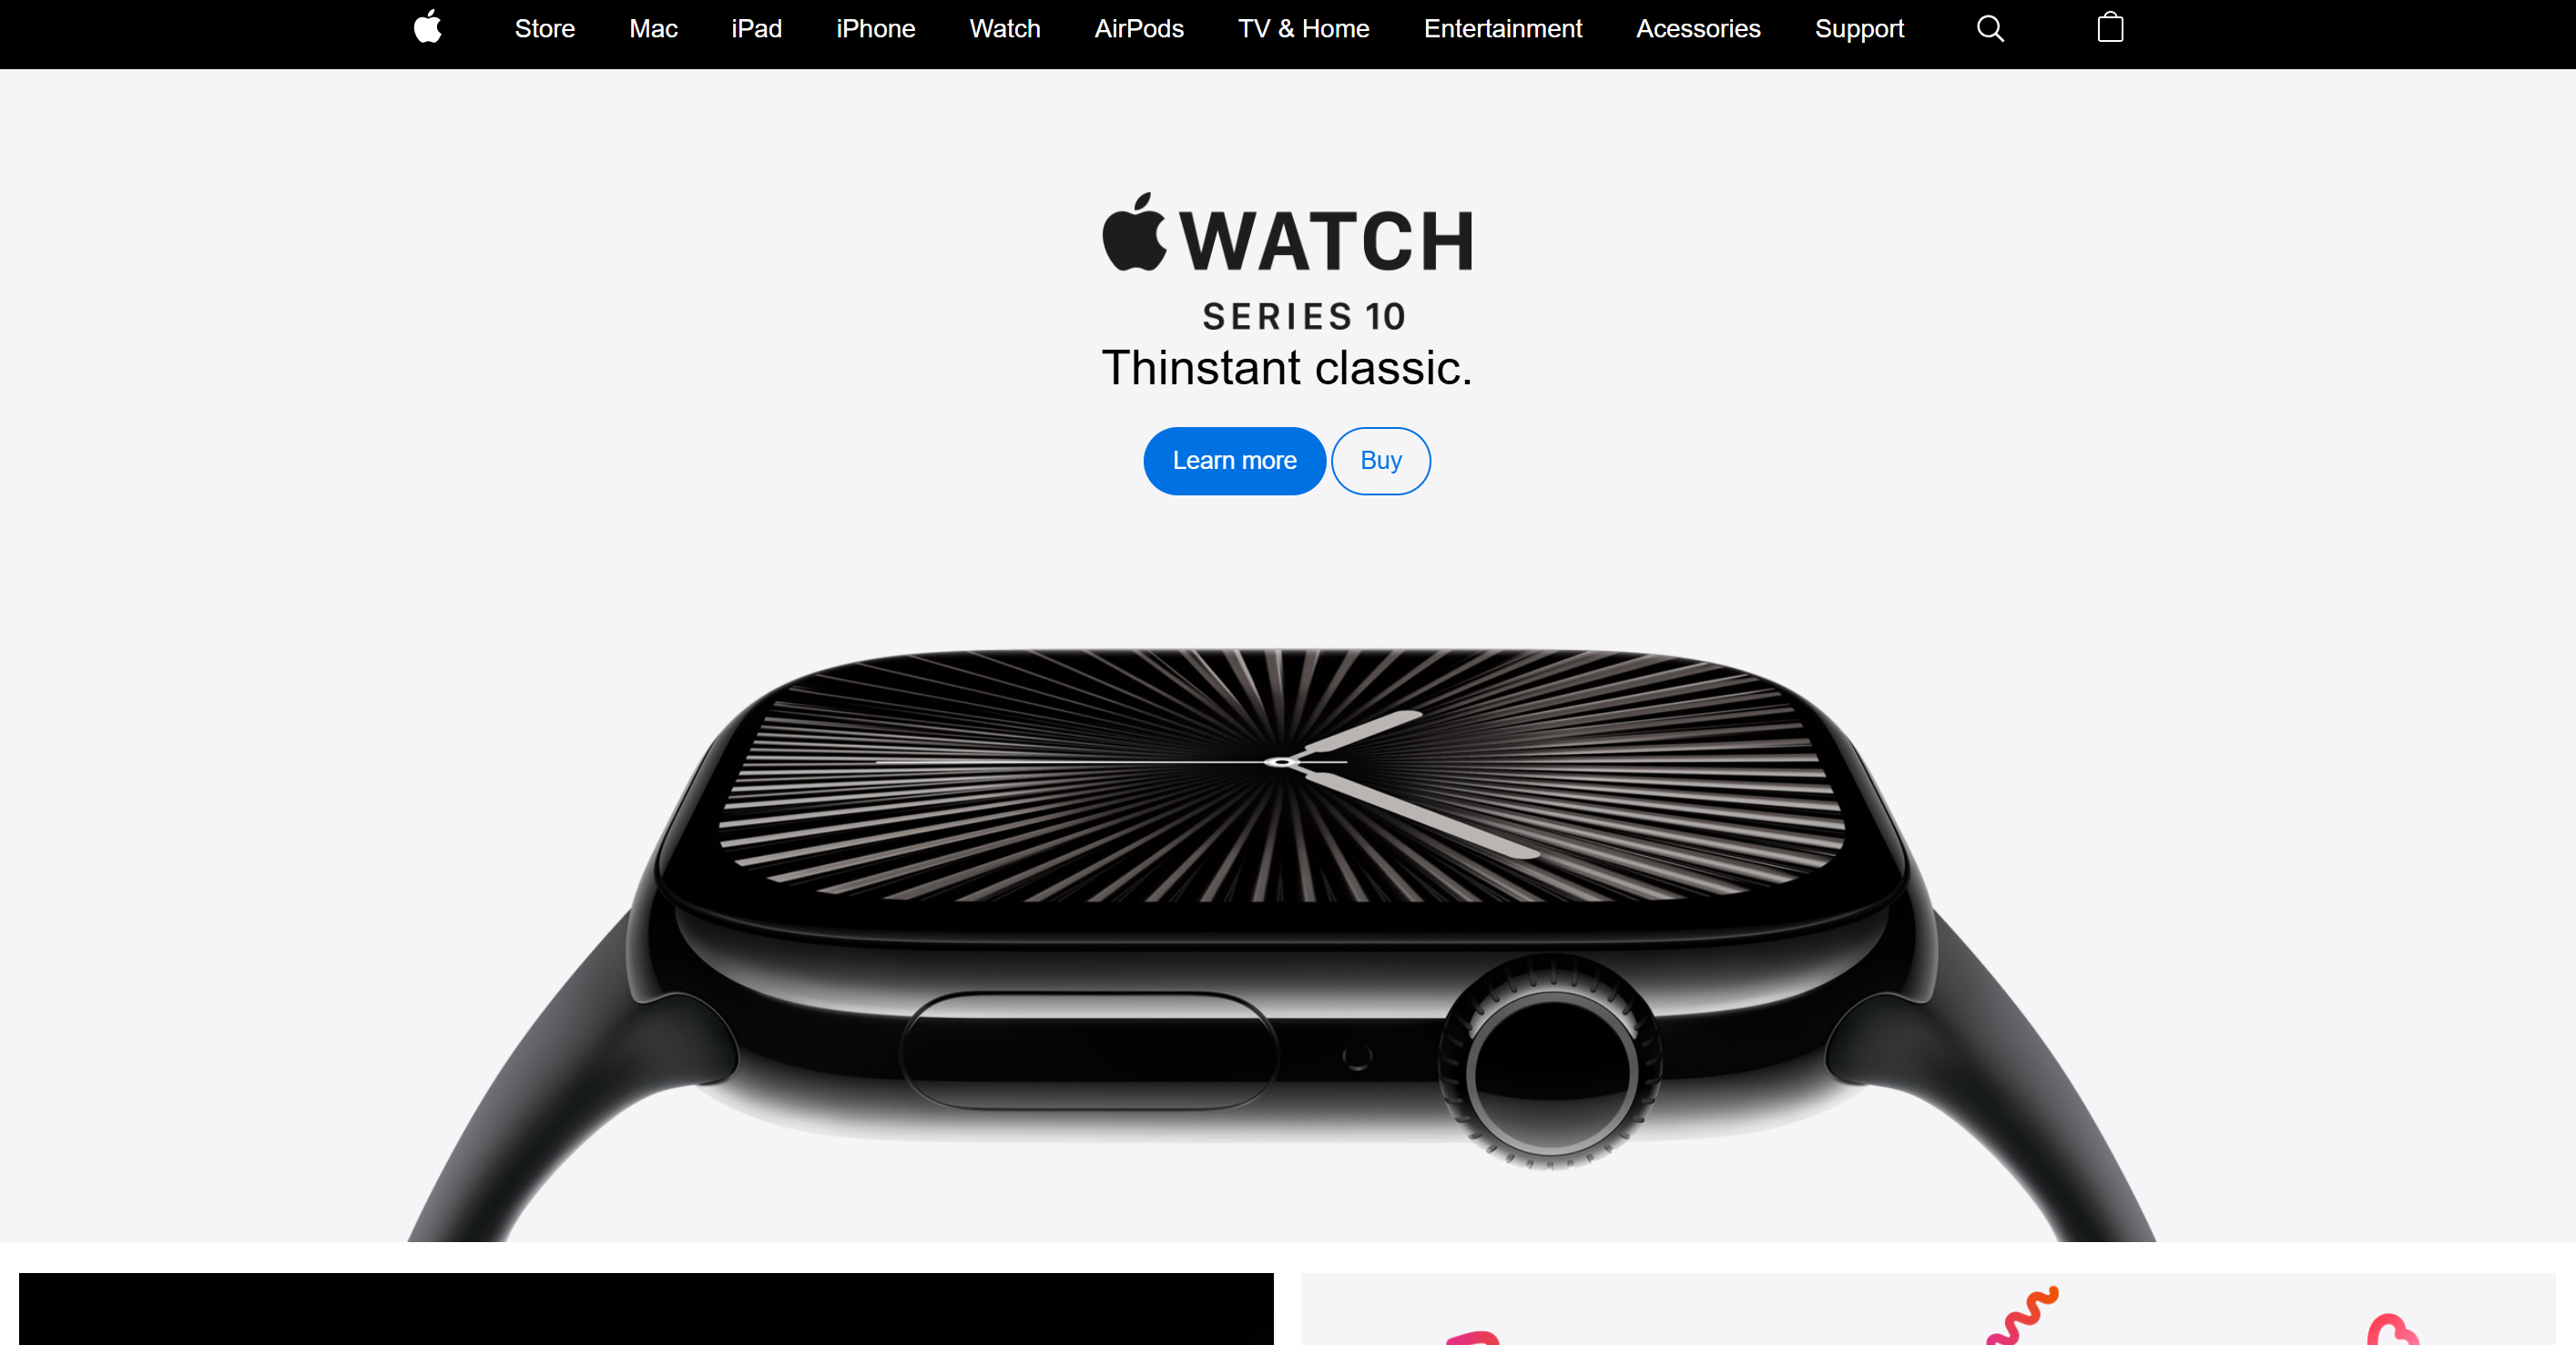 Store Mac iPad iPhone Watch AirPods TV & Home Entertainment Acessories Support
WATCH
SERIES 10
Thinstant classic.
Learn more Buy